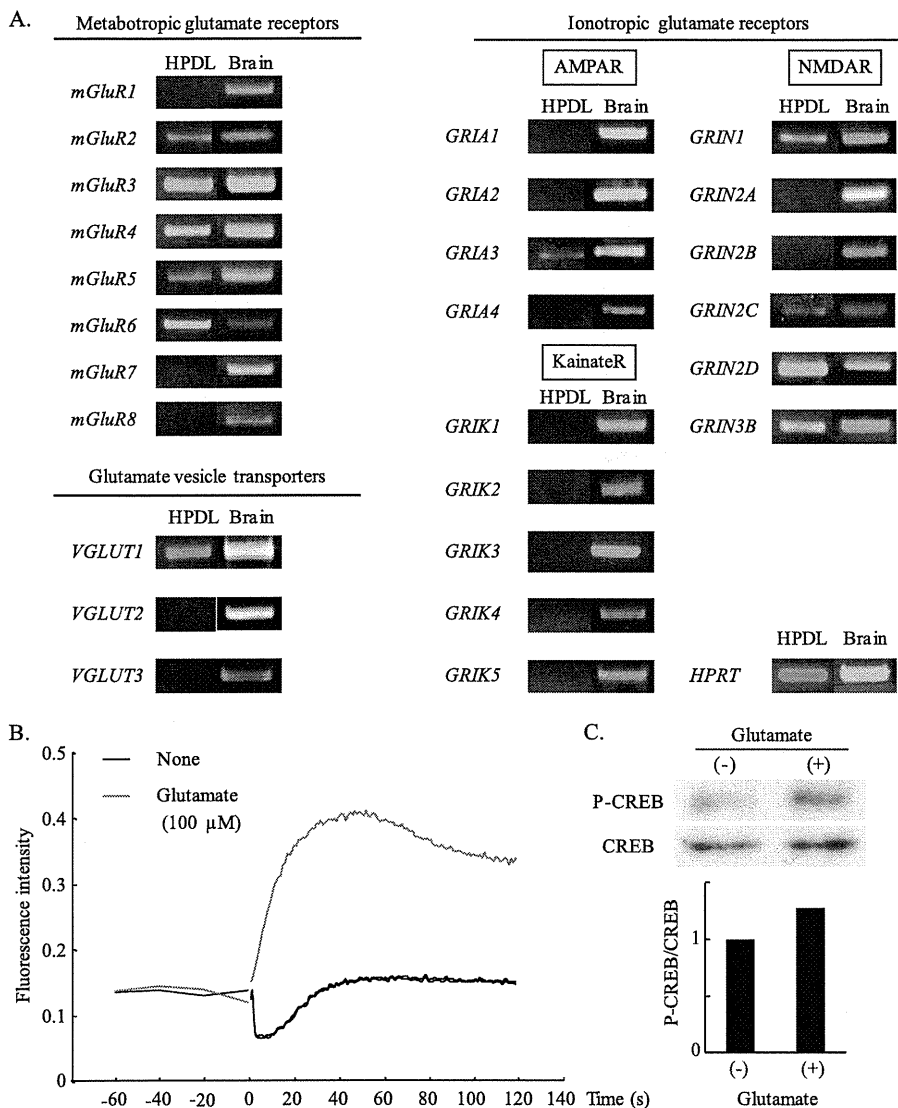 A.
Metabotropic glutamate receptors
HPDL Brain
mGluR1
mGluR2
mGluR3
mGluR4
mGluR5
mGluR6
mGluR7
mGluR8
Glutamate vesicle transporters
HPDL Brain
VGLUT1
VGLUT2
VGLUT3
Ionotropic glutamate receptors
AMPAR
HPDL Brain
GRIA1
GRIA2
GRIA3
GRIA4
KainateR
HPDL Brain
GRIK1
GRIK2
GRIK3
GRIK4
GRIK5
NMDAR
HPDL Brain
GRIN1
GRIN2A
GRIN2B
GRIN2C
GRIN2D
GRIN3B
HPDL Brain
HPRT
B.
None
Glutamate
(100 µM)
Fluorescence intensity
0.5
0.4
0.3
0.2
0.1
0
-60 -40 -20 0 20 40 60 80 100 120 140 Time (s)
C.
Glutamate
(-) (+)
P-CREB
CREB
P-CREB/CREB
1
0
(-) (+)
Glutamate